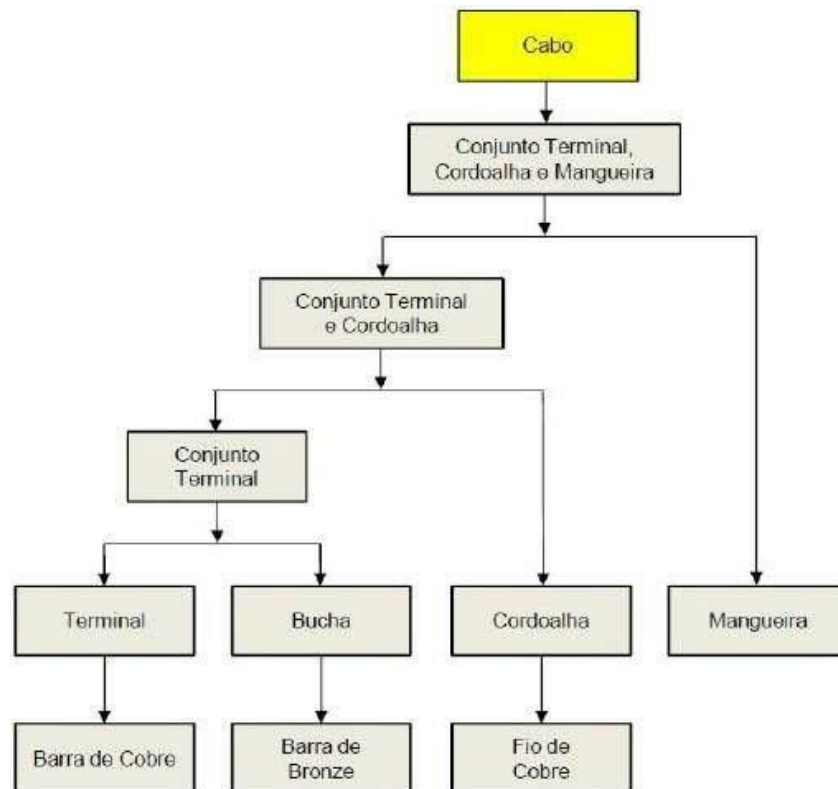 Cabo
Conjunto Terminal,
Cordoalha e Mangueira
Conjunto Terminal
e Cordoalha
Conjunto
Terminal
Terminal
Bucha
Cordoalha
Mangueira
Barra de Cobre
Barra de
Bronze
Fio de
Cobre